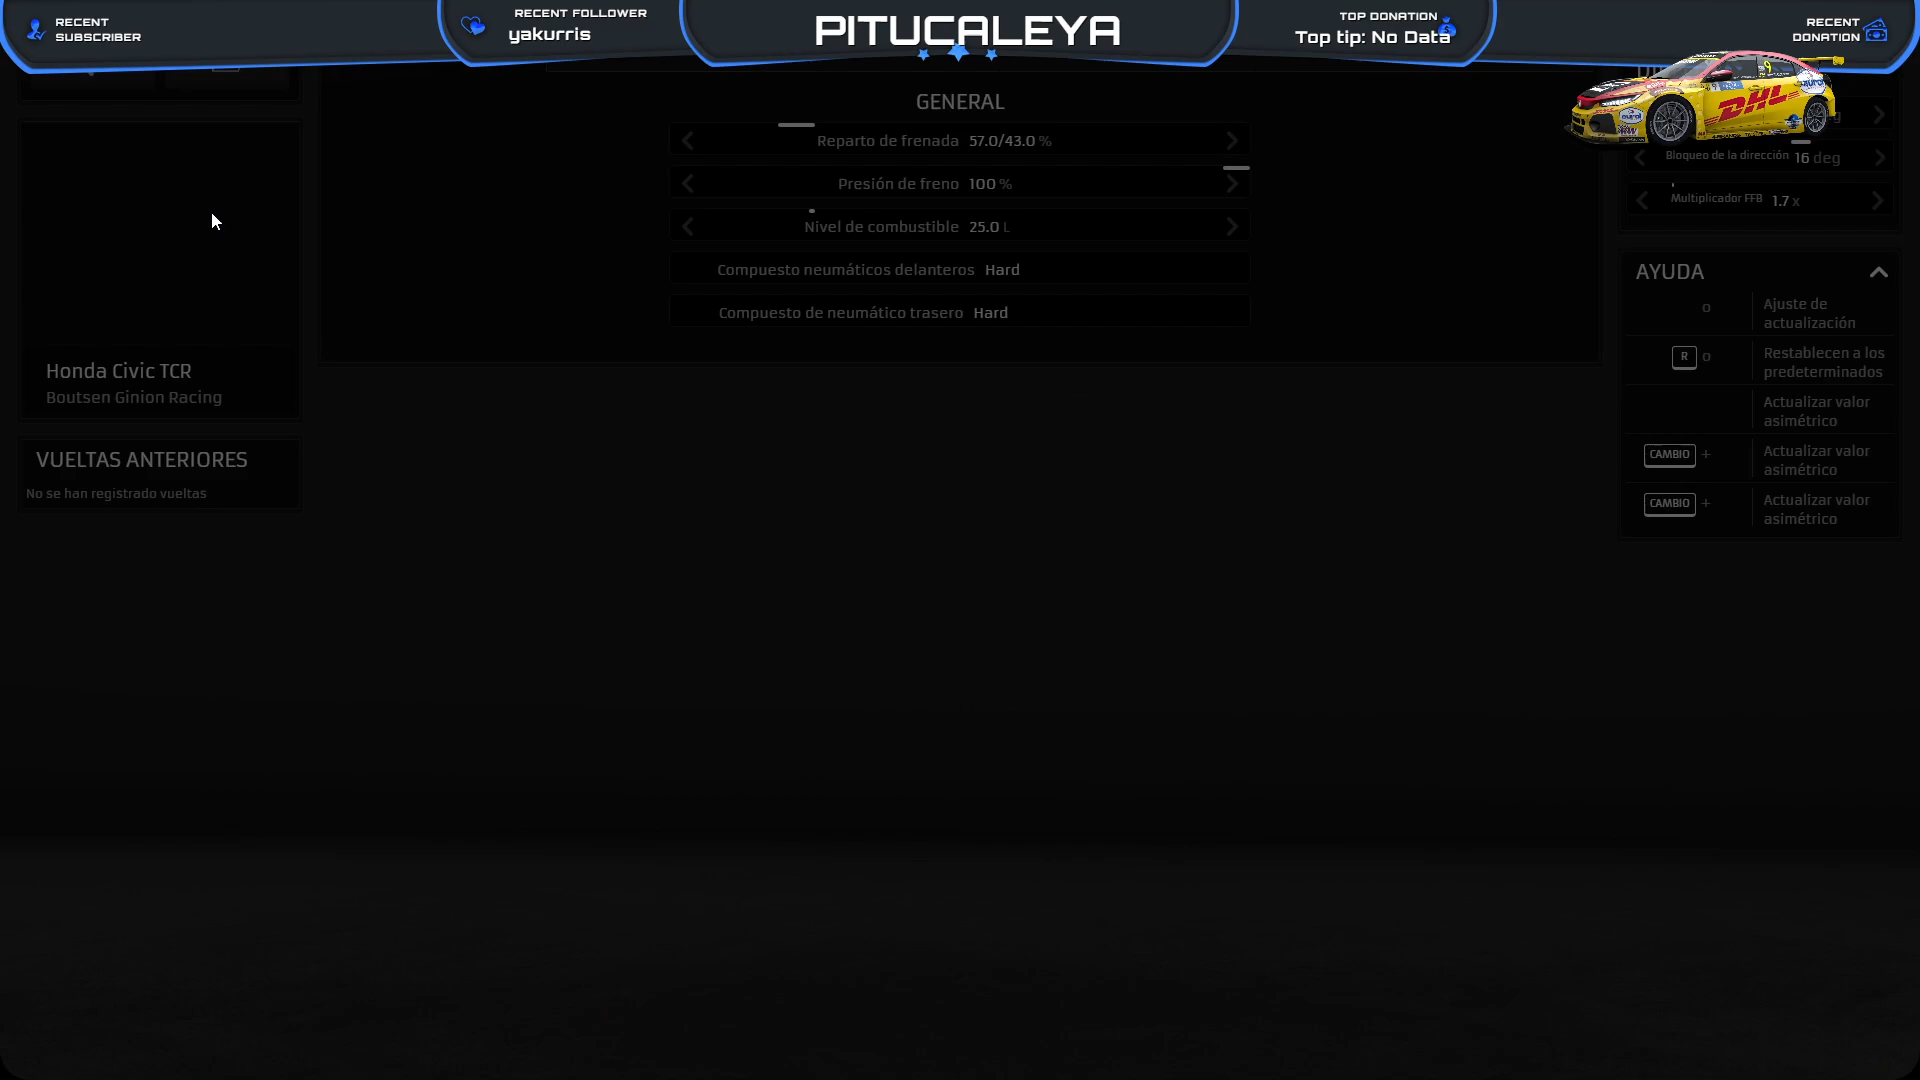 RECENT
SUBSCRIBER
RECENT FOLLOWER
yakurris
PITUCALEYA
TOP DONATION
Top tip: No Data
RECENT
DONATION
GENERAL
Reparto de frenada 57.0/43.0 %
Presión de freno 100 %
Nivel de combustible 25.0 L
Compuesto neumáticos delanteros Hard
Compuesto de neumático trasero Hard
Honda Civic TCR
Boutsen Ginion Racing
VUELTAS ANTERIORES
No se han registrado vueltas
9
DHL
Bloqueo de la dirección 16 deg
Multiplicador FFB 1.7 x
AYUDA
o Ajuste de
actualización
R o Restablecen a los
predeterminados
Actualizar valor
asimétrico
CAMBIO + Actualizar valor
asimétrico
CAMBIO + Actualizar valor
asimétrico